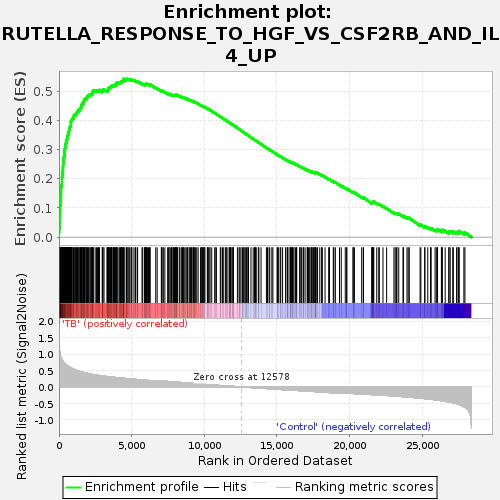 Enrichment plot:
RUTELLA_RESPONSE_TO_HGF_VS_CSF2RB_AND_IL
4_UP
Enrichment score (ES)
0.5
0.4
0.3
0.2
0.1
0.0
'TB' (positively correlated)
Ranked list metric (Signal2Noise)
2.0
1.5
1.0
0.5
0.0
-0.5
-1.0
Zero cross at 12578
'Control' (negatively correlated)
0
5,000
10,000
15,000
20,000
25,000
Rank in Ordered Dataset
Enrichment profile
Hits
Ranking metric scores